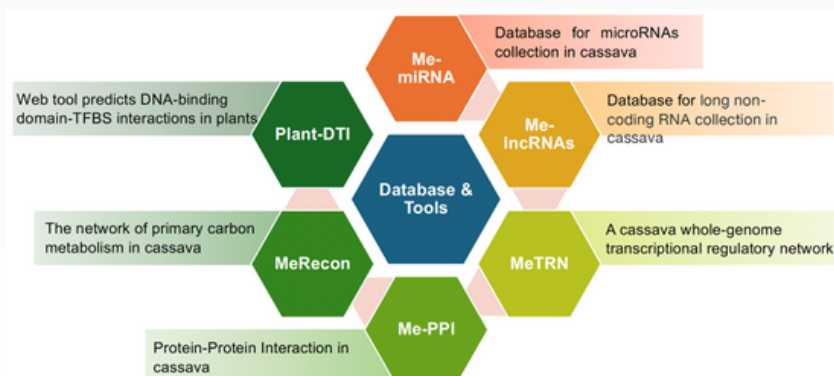 Me-
miRNA
Database for microRNAs
collection in cassava
Web tool predicts DNA-binding
domain-TFBS interactions in plants
Plant-DTI
Me-
lncRNAs
Database for long non-
coding RNA collection in
cassava
Database &
Tools
The network of primary carbon
metabolism in cassava
MeRecon
MeTRN
A cassava whole-genome
transcriptional regulatory network
Me-PPI
Protein-Protein Interaction in
cassava